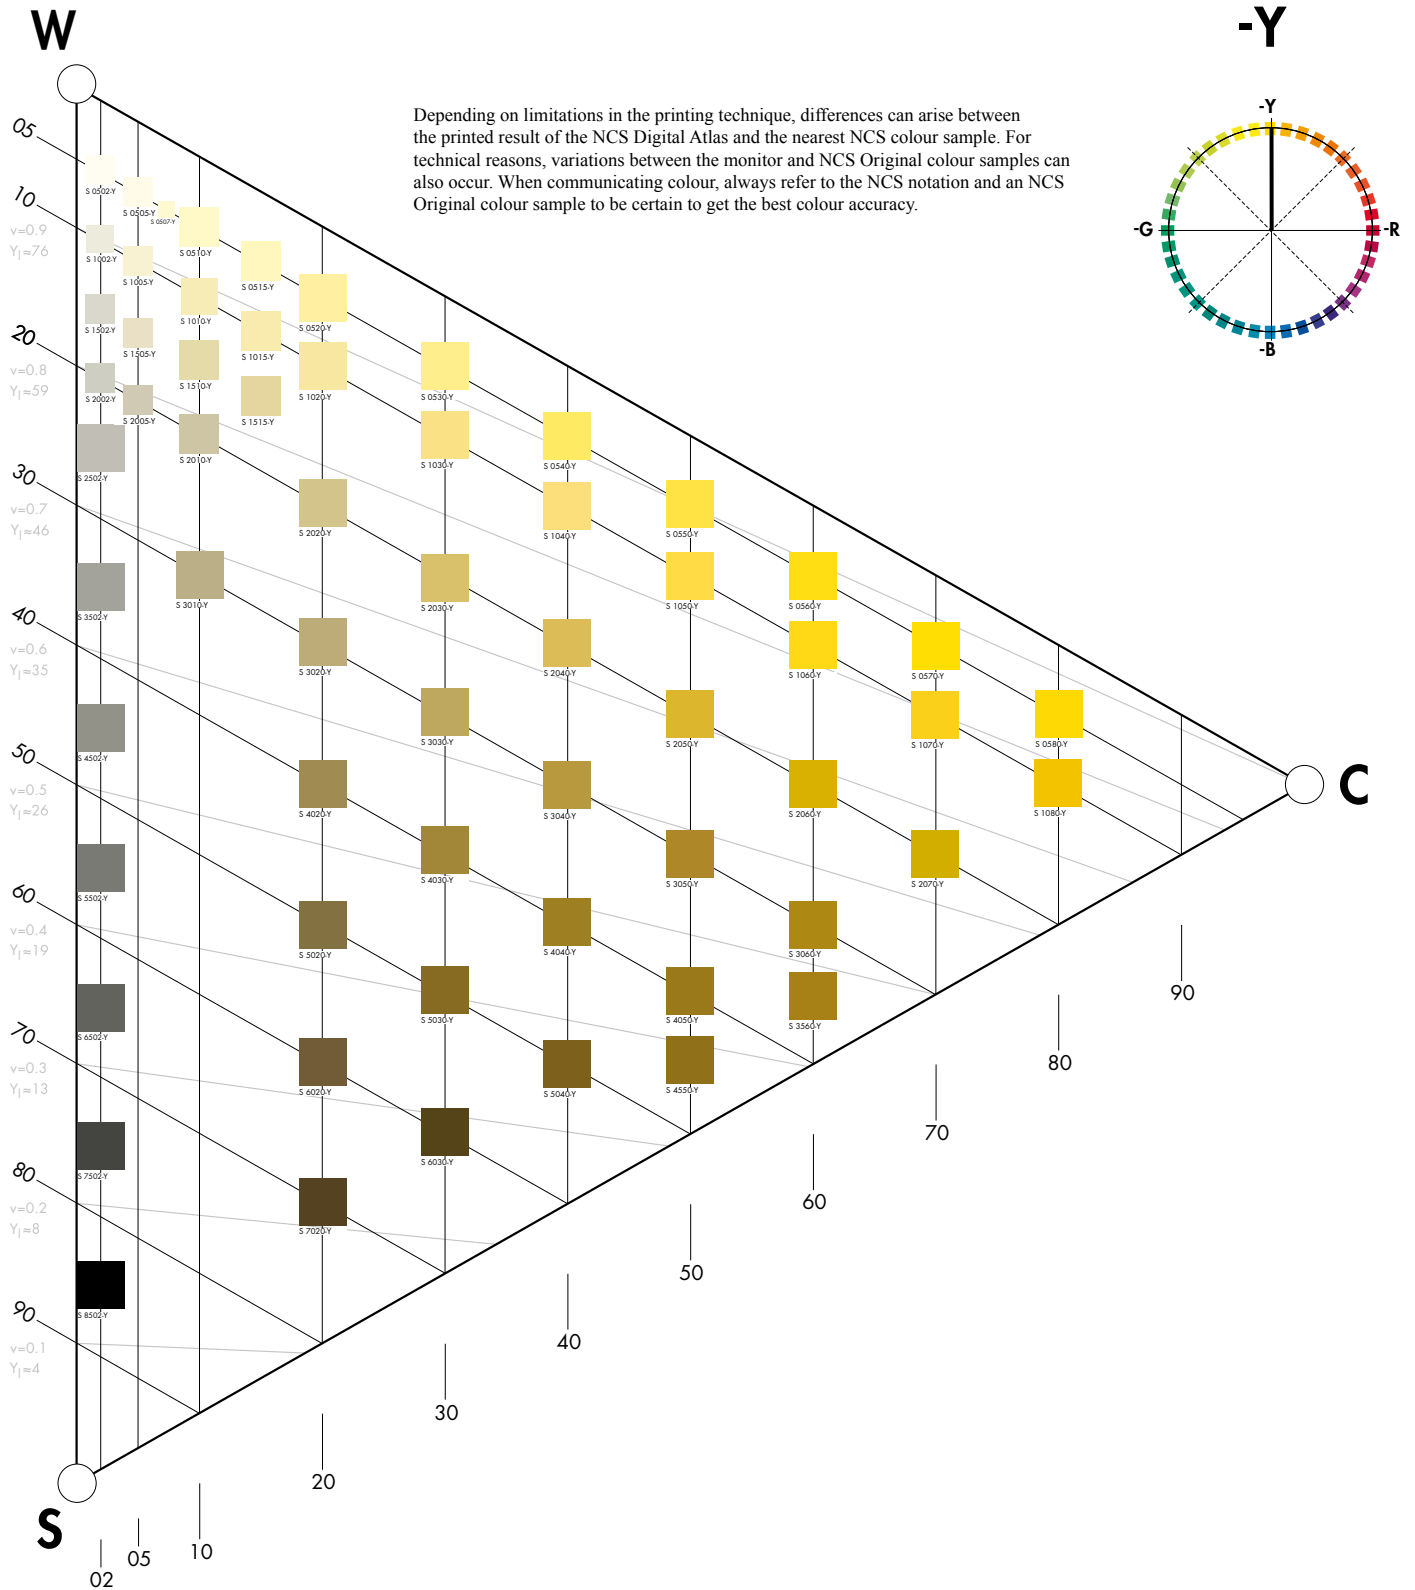 W
-Y
Depending on limitations in the printing technique, differences can arise between
the printed result of the NCS Digital Atlas and the nearest NCS colour sample. For
technical reasons, variations between the monitor and NCS Original colour samples can
also occur. When communicating colour, always refer to the NCS notation and an NCS
Original colour sample to be certain to get the best colour accuracy.
-Y
-G
-R
-B
05
S 0502-Y
S 0505-Y
S 0507-Y
S 0510-Y
S 0515-Y
S 0520-Y
S 0530-Y
S 0540-Y
S 0550-Y
S 0560-Y
S 0570-Y
S 0580-Y
10
v=0.9
Y|≈76
S 1002-Y
S 1005-Y
S 1010-Y
S 1015-Y
S 1020-Y
S 1030-Y
S 1040-Y
S 1050-Y
S 1060-Y
S 1070-Y
S 1080-Y
S 1502-Y
S 1505-Y
S 1510-Y
S 1515-Y
20
v=0.8
Y|≈59
S 2002-Y
S 2005-Y
S 2010-Y
S 2020-Y
S 2030-Y
S 2040-Y
S 2050-Y
S 2060-Y
S 2070-Y
S 2502-Y
30
v=0.7
Y|≈46
S 3010-Y
S 3020-Y
S 3030-Y
S 3040-Y
S 3050-Y
S 3060-Y
S 3502-Y
S 3560-Y
40
v=0.6
Y|≈35
S 4020-Y
S 4030-Y
S 4040-Y
S 4050-Y
S 4502-Y
S 4550-Y
50
v=0.5
Y|≈26
S 5020-Y
S 5030-Y
S 5040-Y
S 5502-Y
60
v=0.4
Y|≈19
S 6020-Y
S 6030-Y
S 6502-Y
70
v=0.3
Y|≈13
S 7020-Y
S 7502-Y
80
v=0.2
Y|≈8
S 8502-Y
90
v=0.1
Y|≈4
C
90
80
70
60
50
40
30
20
10
05
02
S